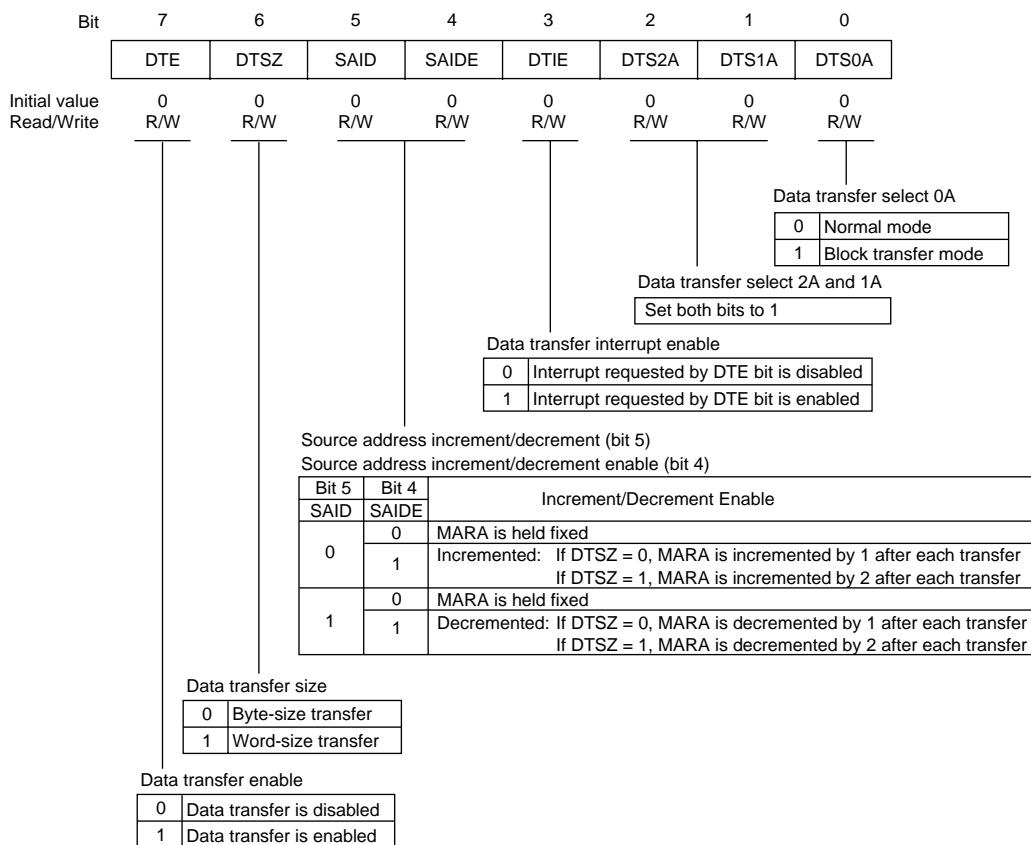 Bit 7 6 5 4 3 2 1 0
DTE DTSZ SAID SAIDE DTIE DTS2A DTS1A DTS0A
Initial value 0 0 0 0 0 0 0 0
Read/Write R/W R/W R/W R/W R/W R/W R/W R/W
Data transfer select 0A
0 Normal mode
1 Block transfer mode
Data transfer select 2A and 1A
Set both bits to 1
Data transfer interrupt enable
0 Interrupt requested by DTE bit is disabled
1 Interrupt requested by DTE bit is enabled
Source address increment/decrement (bit 5)
Source address increment/decrement enable (bit 4)
Bit 5 Bit 4 Increment/Decrement Enable
SAID SAIDE
0 0 MARA is held fixed
1 Incremented: If DTSZ = 0, MARA is incremented by 1 after each transfer
If DTSZ = 1, MARA is incremented by 2 after each transfer
1 0 MARA is held fixed
1 Decremented: If DTSZ = 0, MARA is decremented by 1 after each transfer
If DTSZ = 1, MARA is decremented by 2 after each transfer
Data transfer size
0 Byte-size transfer
1 Word-size transfer
Data transfer enable
0 Data transfer is disabled
1 Data transfer is enabled